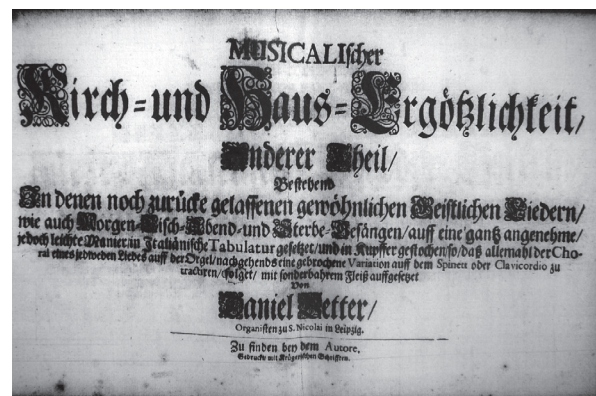 MUSICALIscher
Kirch-und Haus-Ergötzlichkeit/
Anderer Theil/
Bestehend
In denen noch zurücke gelassenen gewöhnlichen Geistlichen Liedern/
wie auch Morgen-Tisch-Abend-und Sterbe-Gesängen/ auff eine gantz angenehme/
jedoch leichte Manier/ in Italiänische Tabulatur gesetzet/ und in Kupffer gestochen/ so/ daß allemahl der Cho-
ral eines jedweden Liedes auff der Orgel/ nachgehends eine gebrochene Variation auff dem Spinett oder Clavicordio zu
tractiren/ folget/ mit sonderbahrem Fleiß auffgesetzet
Von
Daniel Vetter/
Organisten zu S. Nicolai in Leipzig.
Zu finden bey dem Autore.
Gedruckt mit Krügerischen Schrifften.